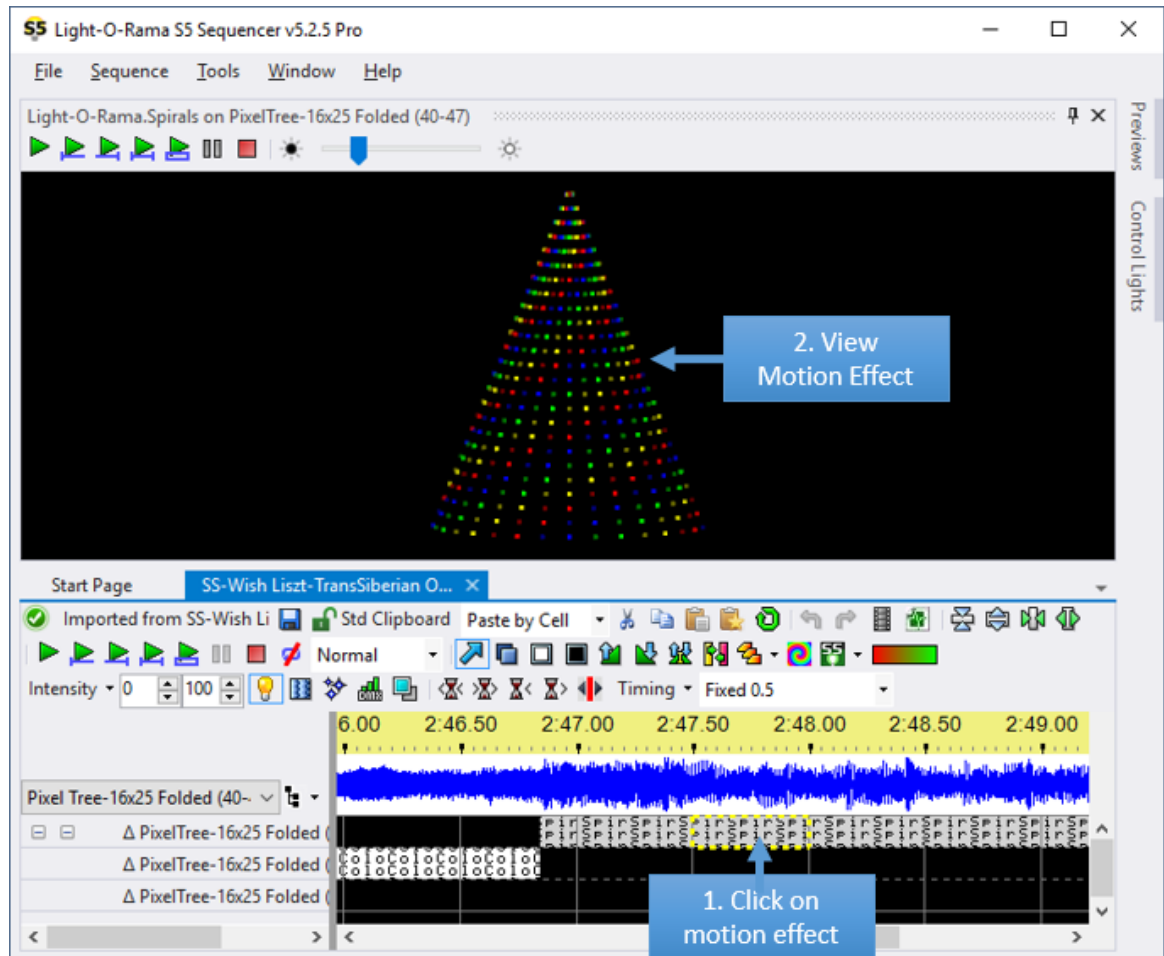 S5 Light-O-Rama S5 Sequencer v5.2.5 Pro
File Sequence Tools Window Help
Light-O-Rama.Spirals on PixelTree-16x25 Folded (40-47)
Previews
Control Lights
2. View
Motion Effect
Start Page SS-Wish Liszt-TransSiberian O...
Imported from SS-Wish Li Std Clipboard Paste by Cell
Normal S5
Intensity 0 100 DMX Timing Fixed 0.5
6.00 2:46.50 2:47.00 2:47.50 2:48.00 2:48.50 2:49.00
Pixel Tree-16x25 Folded (40-
Δ PixelTree-16x25 Folded (
Δ PixelTree-16x25 Folded (
Δ PixelTree-16x25 Folded (
1. Click on
motion effect